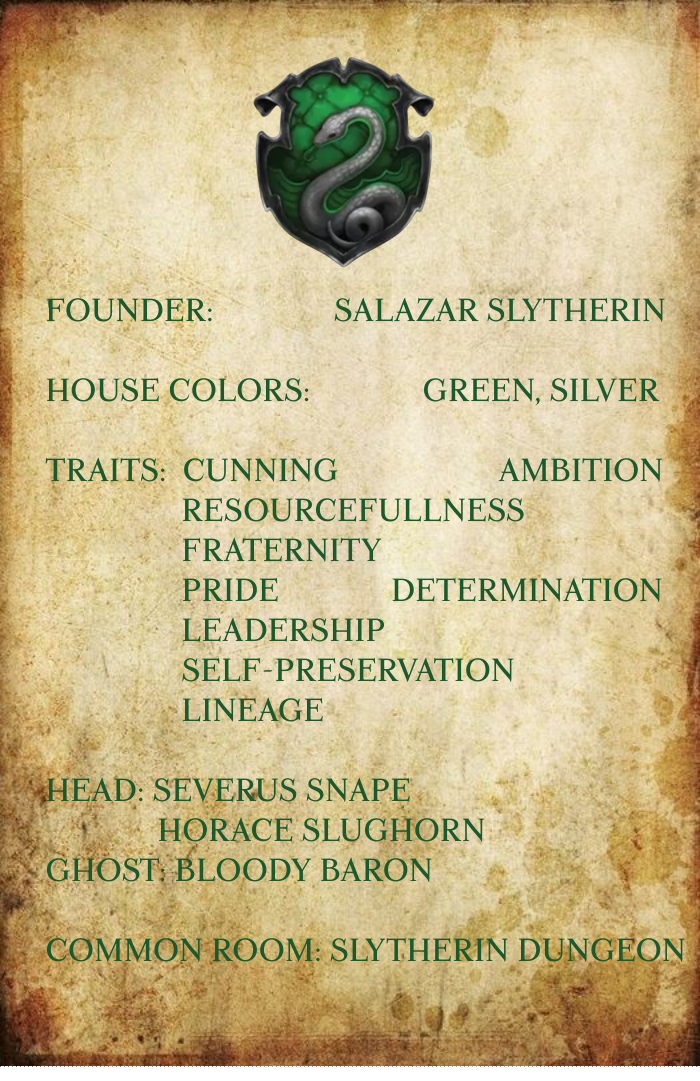 FOUNDER: SALAZAR SLYTHERIN
HOUSE COLORS: GREEN, SILVER
TRAITS: CUNNING AMBITION
RESOURCEFULLNESS
FRATERNITY
PRIDE DETERMINATION
LEADERSHIP
SELF-PRESERVATION
LINEAGE
HEAD: SEVERUS SNAPE
HORACE SLUGHORN
GHOST: BLOODY BARON
COMMON ROOM: SLYTHERIN DUNGEON